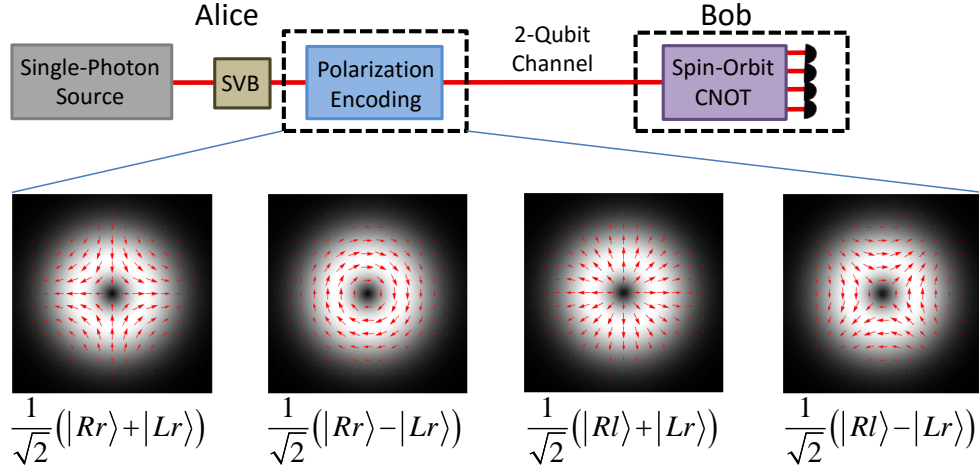 Alice
Bob
Single-Photon
Source
SVB
Polarization
Encoding
2-Qubit
Channel
Spin-Orbit
CNOT
1/√2 (|Rr⟩+|Lr⟩)
1/√2 (|Rr⟩−|Lr⟩)
1/√2 (|Rl⟩+|Lr⟩)
1/√2 (|Rl⟩−|Lr⟩)